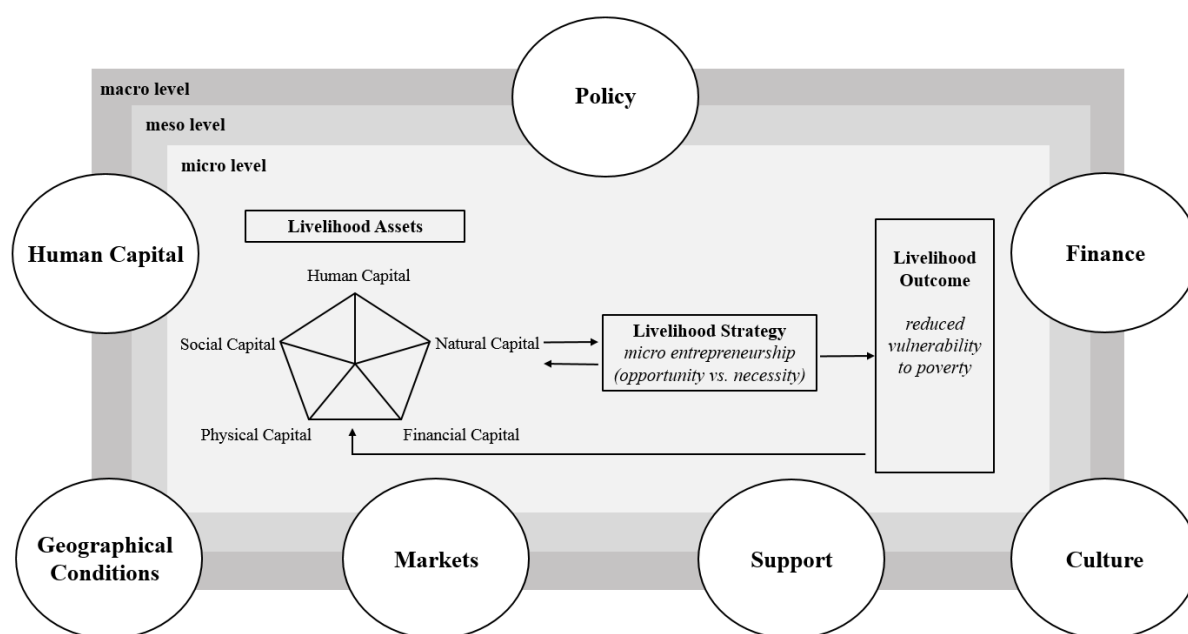 Policy
macro level
meso level
micro level
Human Capital
Finance
Livelihood Assets
Human Capital
Social Capital
Natural Capital
Physical Capital
Financial Capital
Livelihood Strategy
micro entrepreneurship
(opportunity vs. necessity)
Livelihood
Outcome
reduced
vulnerability
to poverty
Geographical
Conditions
Markets
Support
Culture